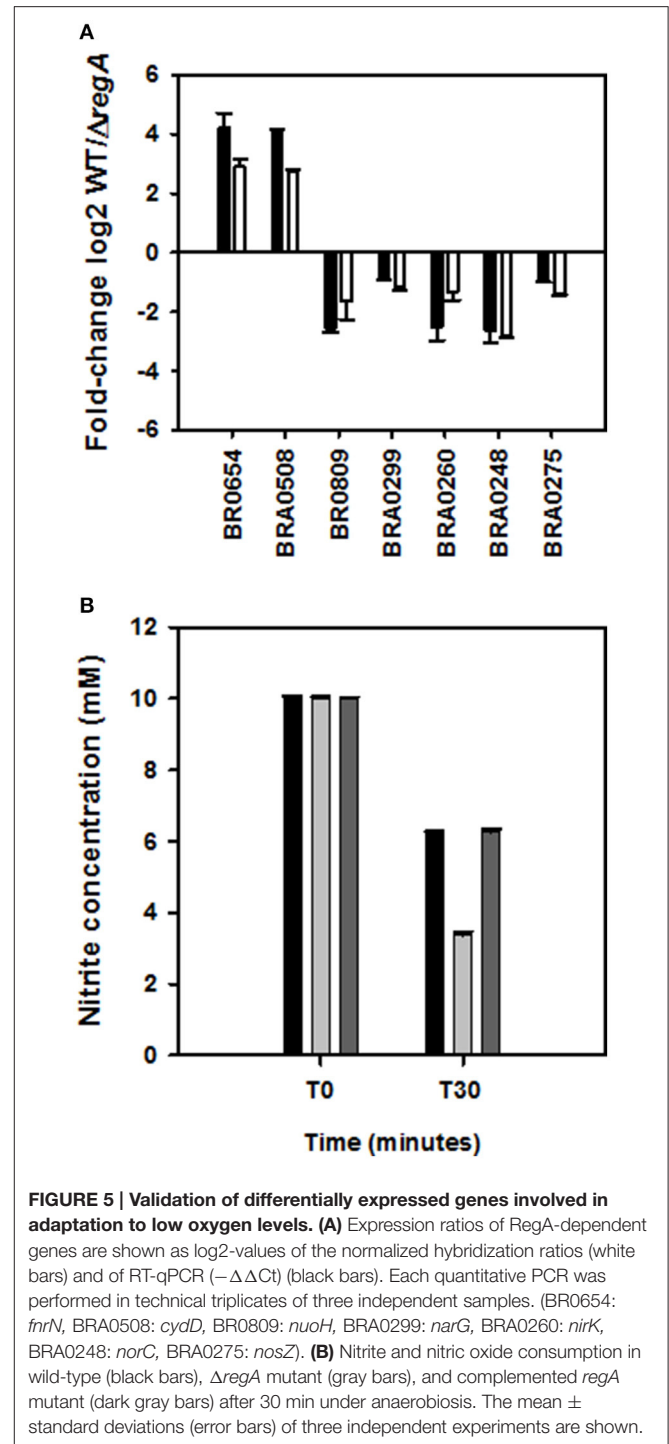 A
Fold-change log2 WT/ΔregA
6
4
2
0
-2
-4
-6
BR0654
BRA0508
BR0809
BRA0299
BRA0260
BRA0248
BRA0275
B
Nitrite concentration (mM)
12
10
8
6
4
2
0
T0
T30
Time (minutes)
FIGURE 5 | Validation of differentially expressed genes involved in
adaptation to low oxygen levels. (A) Expression ratios of RegA-dependent
genes are shown as log2-values of the normalized hybridization ratios (white
bars) and of RT-qPCR (−ΔΔCt) (black bars). Each quantitative PCR was
performed in technical triplicates of three independent samples. (BR0654:
fnrN, BRA0508: cydD, BR0809: nuoH, BRA0299: narG, BRA0260: nirK,
BRA0248: norC, BRA0275: nosZ). (B) Nitrite and nitric oxide consumption in
wild-type (black bars), ΔregA mutant (gray bars), and complemented regA
mutant (dark gray bars) after 30 min under anaerobiosis. The mean ±
standard deviations (error bars) of three independent experiments are shown.